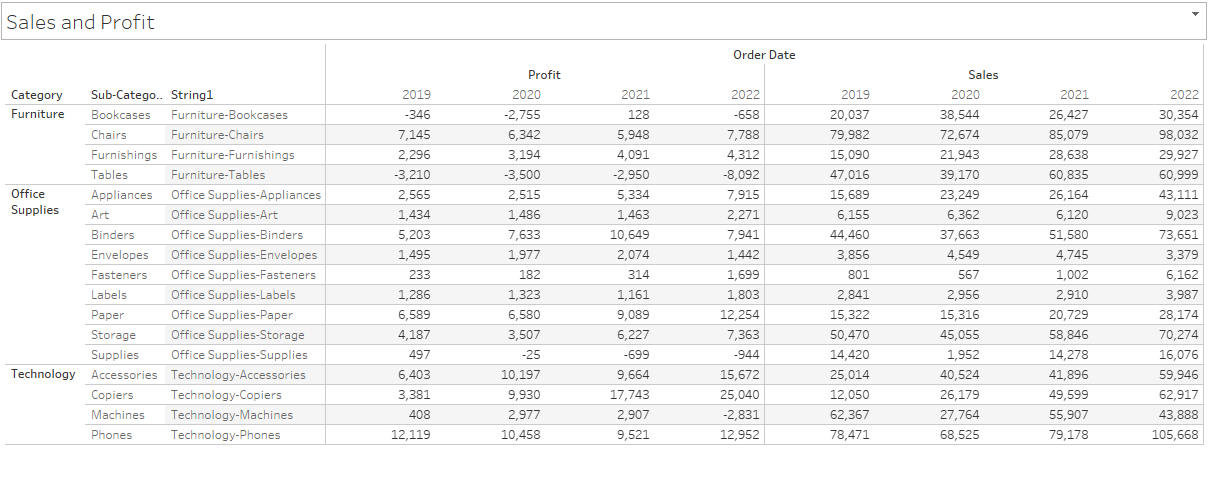 Sales and Profit
Order Date
Profit Sales
Category Sub-Catego.. String1 2019 2020 2021 2022 2019 2020 2021 2022
Furniture Bookcases Furniture-Bookcases -346 -2,755 128 -658 20,037 38,544 26,427 30,354
Chairs Furniture-Chairs 7,145 6,342 5,948 7,788 79,982 72,674 85,079 98,032
Furnishings Furniture-Furnishings 2,296 3,194 4,091 4,312 15,090 21,943 28,638 29,927
Tables Furniture-Tables -3,210 -3,500 -2,950 -8,092 47,016 39,170 60,835 60,999
Office Supplies Appliances Office Supplies-Appliances 2,565 2,515 5,334 7,915 15,689 23,249 26,164 43,111
Art Office Supplies-Art 1,434 1,486 1,463 2,271 6,155 6,362 6,120 9,023
Binders Office Supplies-Binders 5,203 7,633 10,649 7,941 44,460 37,663 51,580 73,651
Envelopes Office Supplies-Envelopes 1,495 1,977 2,074 1,442 3,856 4,549 4,745 3,379
Fasteners Office Supplies-Fasteners 233 182 314 1,699 801 567 1,002 6,162
Labels Office Supplies-Labels 1,286 1,323 1,161 1,803 2,841 2,956 2,910 3,987
Paper Office Supplies-Paper 6,589 6,580 9,089 12,254 15,322 15,316 20,729 28,174
Storage Office Supplies-Storage 4,187 3,507 6,227 7,363 50,470 45,055 58,846 70,274
Supplies Office Supplies-Supplies 497 -25 -699 -944 14,420 1,952 14,278 16,076
Technology Accessories Technology-Accessories 6,403 10,197 9,664 15,672 25,014 40,524 41,896 59,946
Copiers Technology-Copiers 3,381 9,930 17,743 25,040 12,050 26,179 49,599 62,917
Machines Technology-Machines 408 2,977 2,907 -2,831 62,367 27,764 55,907 43,888
Phones Technology-Phones 12,119 10,458 9,521 12,952 78,471 68,525 79,178 105,668